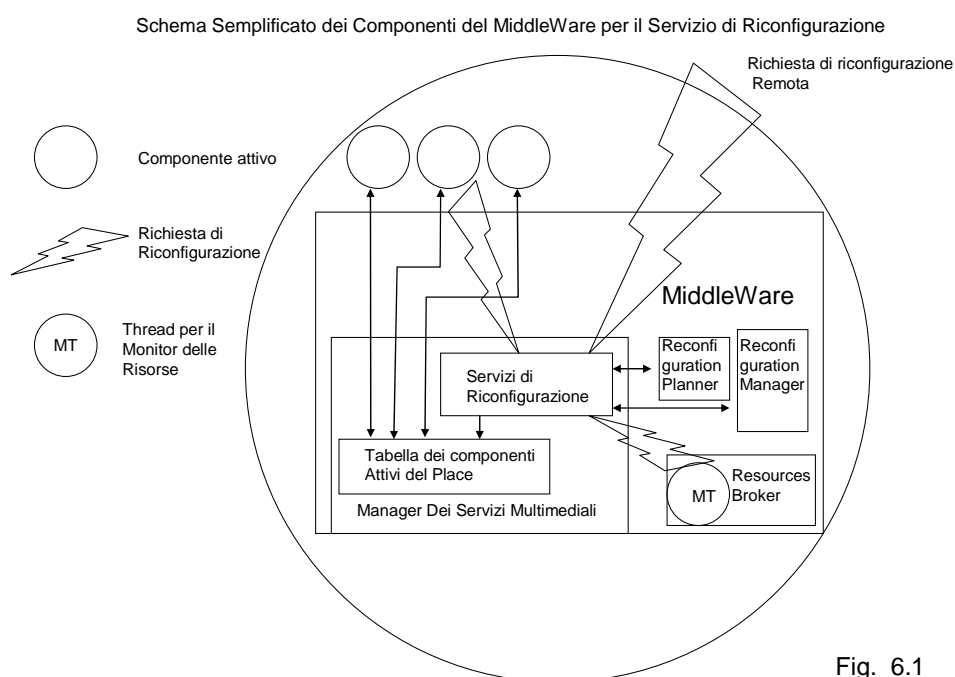 Schema Semplificato dei Componenti del MiddleWare per il Servizio di Riconfigurazione
Richiesta di riconfigurazione
Remota
Componente attivo
Richiesta di
Riconfigurazione
MiddleWare
MT
Thread per il
Monitor delle
Risorse
Servizi di
Riconfigurazione
Reconfi
guration
Planner
Reconfi
guration
Manager
Tabella dei componenti
Attivi del Place
Manager Dei Servizi Multimediali
MT
Resources
Broker
Fig. 6.1